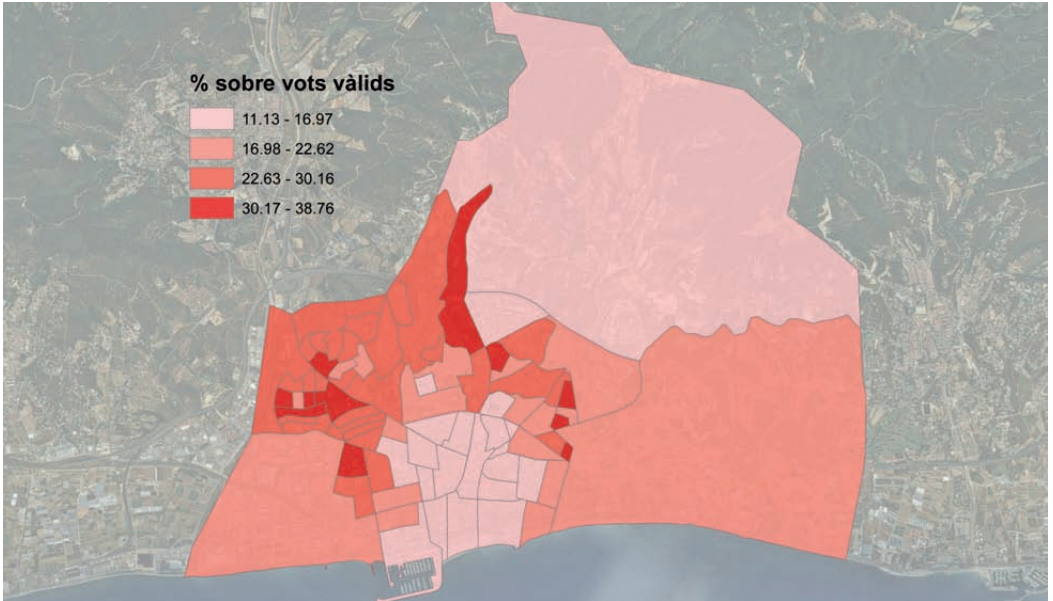 % sobre vots vàlids
11.13 - 16.97
16.98 - 22.62
22.63 - 30.16
30.17 - 38.76